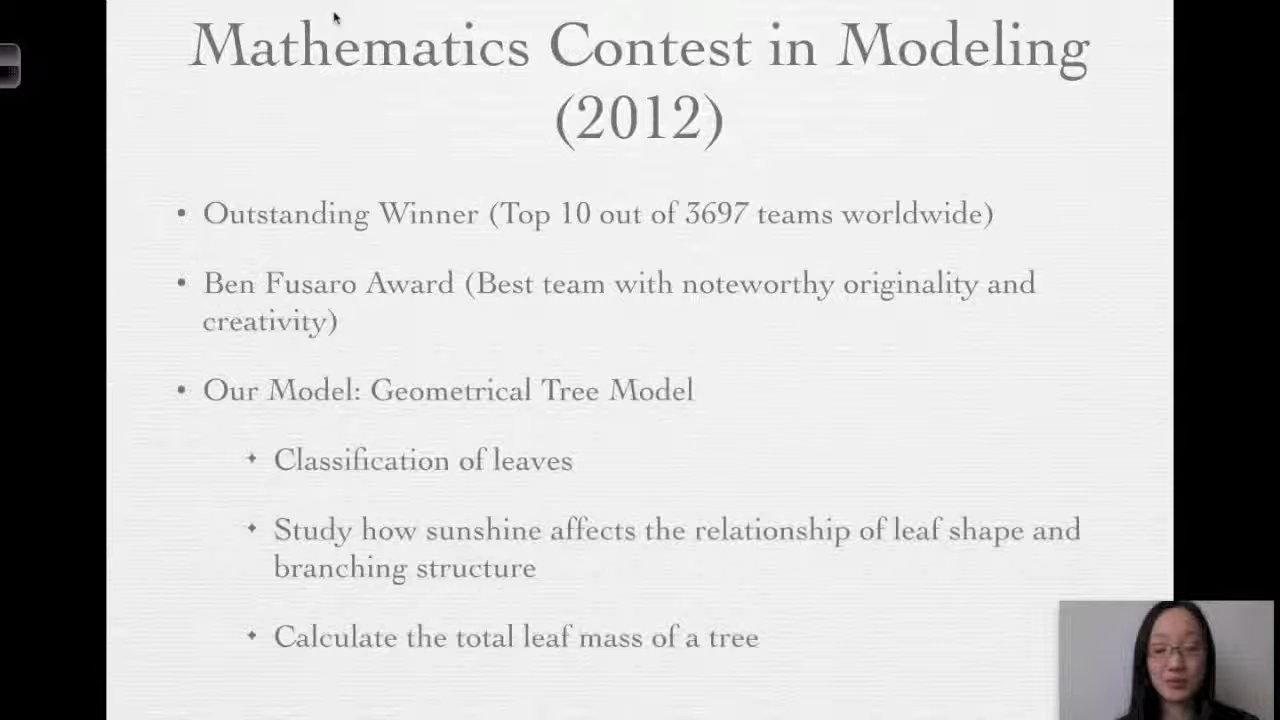 Mathematics Contest in Modeling
(2012)
• Outstanding Winner (Top 10 out of 3697 teams worldwide)
• Ben Fusaro Award (Best team with noteworthy originality and
creativity)
• Our Model: Geometrical Tree Model
✦ Classification of leaves
✦ Study how sunshine affects the relationship of leaf shape and
branching structure
✦ Calculate the total leaf mass of a tree